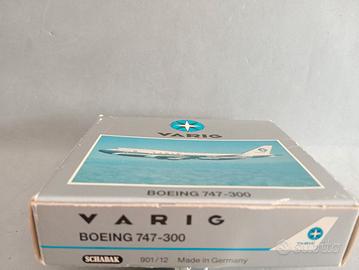 VARIG
BOEING 747-300
VARIG
BOEING 747-300
SCHABAK 901/12 Made in Germany